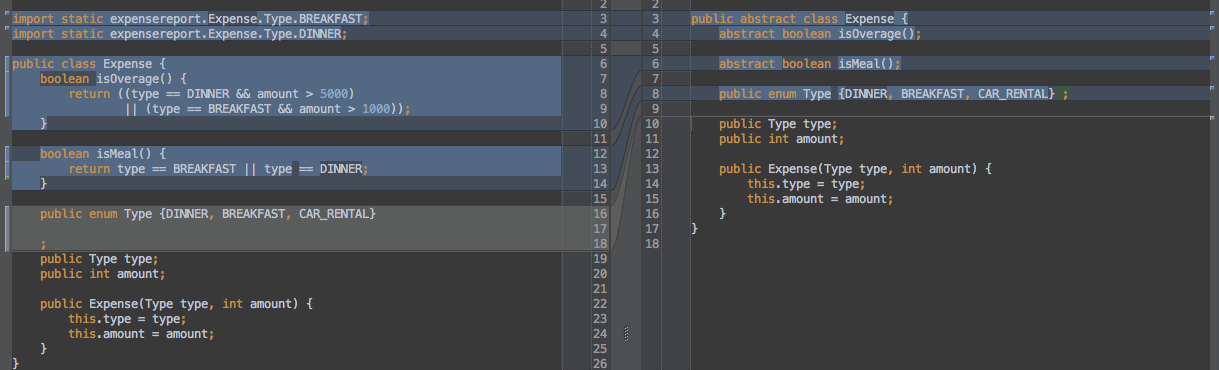 2 2
import static expensereport.Expense.Type.BREAKFAST; 3
import static expensereport.Expense.Type.DINNER; 4
5
public class Expense { 6
boolean isOverage() { 7
return ((type == DINNER && amount > 5000) 8
|| (type == BREAKFAST && amount > 1000)); 9
} 10
11
boolean isMeal() { 12
return type == BREAKFAST || type == DINNER; 13
} 14
15
public enum Type {DINNER, BREAKFAST, CAR_RENTAL} 16
17
; 18
public Type type; 19
public int amount; 20
21
public Expense(Type type, int amount) { 22
this.type = type; 23
this.amount = amount; 24
} 25
} 26
3 public abstract class Expense {
4 abstract boolean isOverage();
5
6 abstract boolean isMeal();
7
8 public enum Type {DINNER, BREAKFAST, CAR_RENTAL} ;
9
10 public Type type;
11 public int amount;
12
13 public Expense(Type type, int amount) {
14 this.type = type;
15 this.amount = amount;
16 }
17 }
18